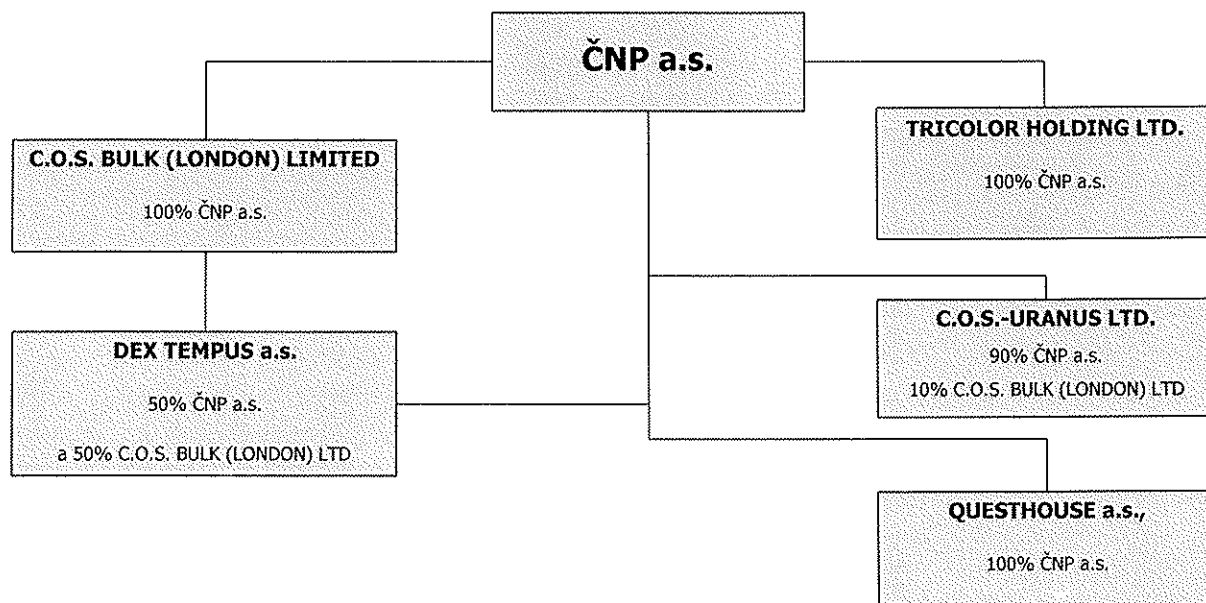 ČNP a.s.
C.O.S. BULK (LONDON) LIMITED
100% ČNP a.s.
TRICOLOR HOLDING LTD.
100% ČNP a.s.
DEX TEMPUS a.s.
50% ČNP a.s.
a 50% C.O.S. BULK (LONDON) LTD
C.O.S.-URANUS LTD.
90% ČNP a.s.
10% C.O.S. BULK (LONDON) LTD
QUESTHOUSE a.s.,
100% ČNP a.s.